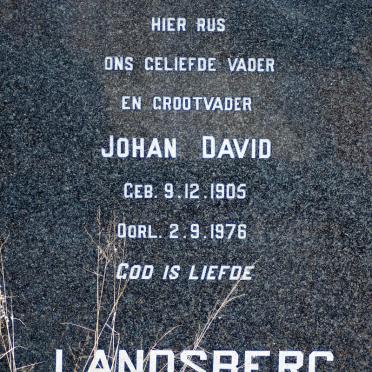 HIER RUS
ONS GELIEFDE VADER
EN GROOTVADER
JOHAN DAVID
GEB. 9.12.1905
OORL. 2.9.1976
GOD IS LIEFDE
LANDSBERG